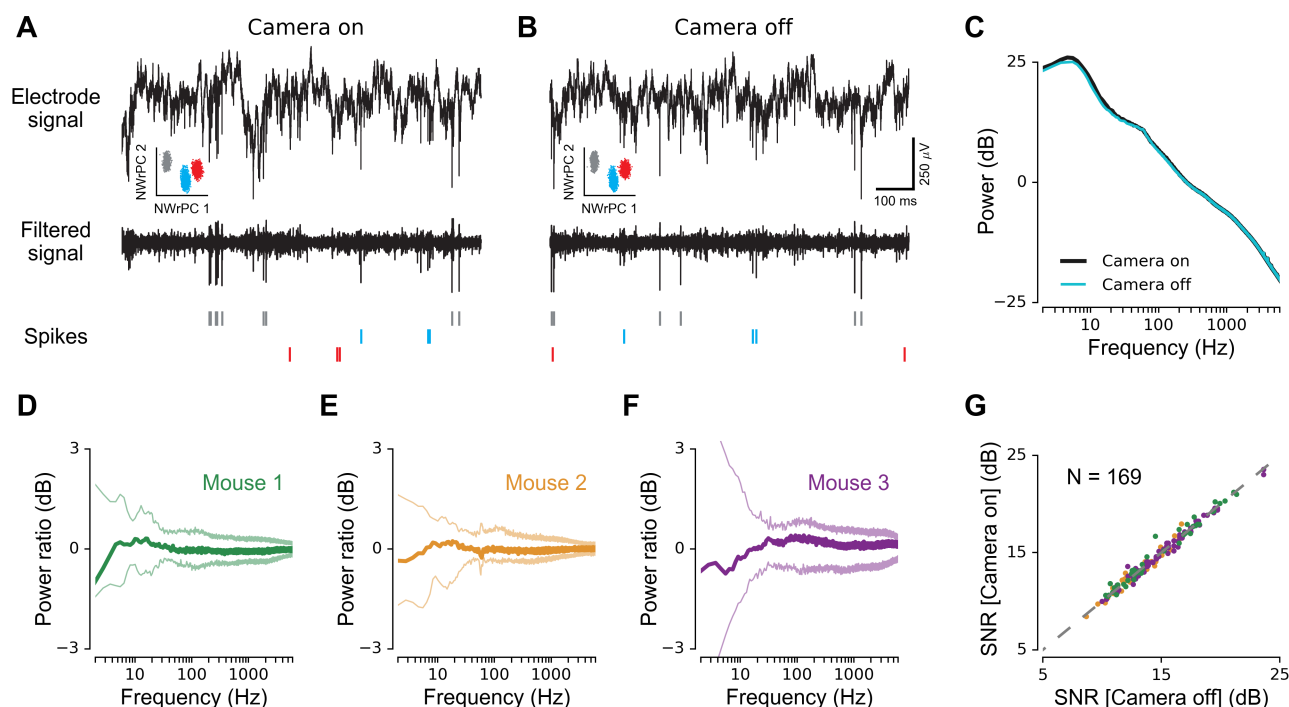 A
Camera on
B
Camera off
C
Electrode
signal
NWrPC 2
NWrPC 1
NWrPC 2
NWrPC 1
250 μV
100 ms
Filtered
signal
Spikes
Power (dB)
25
0
−25
Camera on
Camera off
10 100 1000
Frequency (Hz)
D
Power ratio (dB)
3
0
−3
Mouse 1
10 100 1000
Frequency (Hz)
E
Power ratio (dB)
3
0
−3
Mouse 2
10 100 1000
Frequency (Hz)
F
Power ratio (dB)
3
0
−3
Mouse 3
10 100 1000
Frequency (Hz)
G
SNR [Camera on] (dB)
25
15
5
N = 169
5 15 25
SNR [Camera off] (dB)